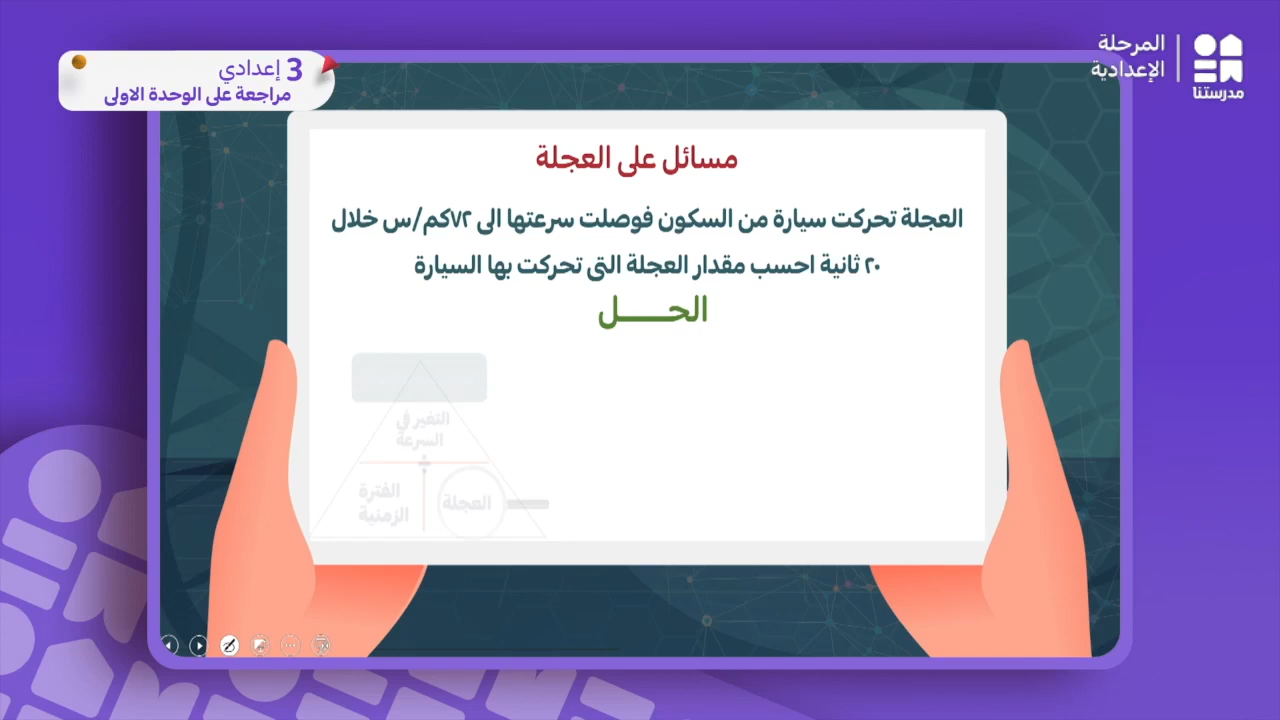 المرحلة
الإعدادية
مدرستنا
3 إعدادي
مراجعة على الوحدة الاولى
مسائل على العجلة
العجلة تحركت سيارة من السكون فوصلت سرعتها الى ٧٢كم/س خلال
٢٠ ثانية احسب مقدار العجلة التى تحركت بها السيارة
الحـــــل
التغير في
السرعة
÷
الفترة
الزمنية
العجلة